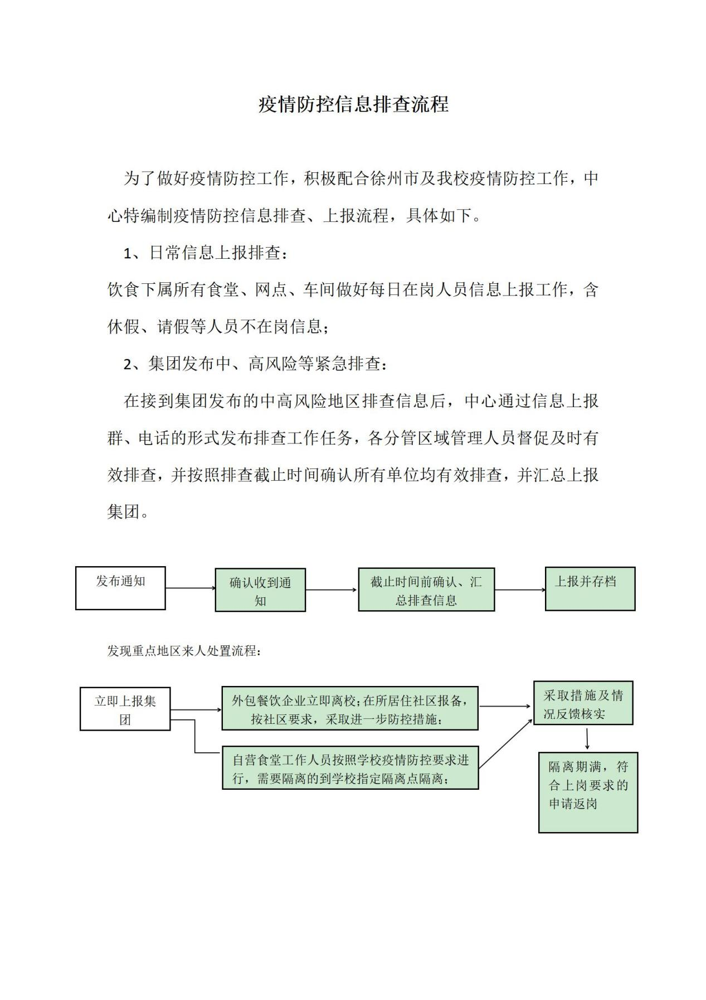 疫情防控信息排查流程
为了做好疫情防控工作，积极配合徐州市及我校疫情防控工作，中
心特编制疫情防控信息排查、上报流程，具体如下。
1、日常信息上报排查：
饮食下属所有食堂、网点、车间做好每日在岗人员信息上报工作，含
休假、请假等人员不在岗信息；
2、集团发布中、高风险等紧急排查：
在接到集团发布的中高风险地区排查信息后，中心通过信息上报
群、电话的形式发布排查工作任务，各分管区域管理人员督促及时有
效排查，并按照排查截止时间确认所有单位均有效排查，并汇总上报
集团。
发布通知
确认收到通
知
截止时间前确认、汇
总排查信息
上报并存档
发现重点地区来人处置流程：
立即上报集
团
外包餐饮企业立即离校；在所居住社区报备，
按社区要求，采取进一步防控措施；
自营食堂工作人员按照学校疫情防控要求进
行，需要隔离的到学校指定隔离点隔离；
采取措施及情
况反馈核实
隔离期满，符
合上岗要求的
申请返岗